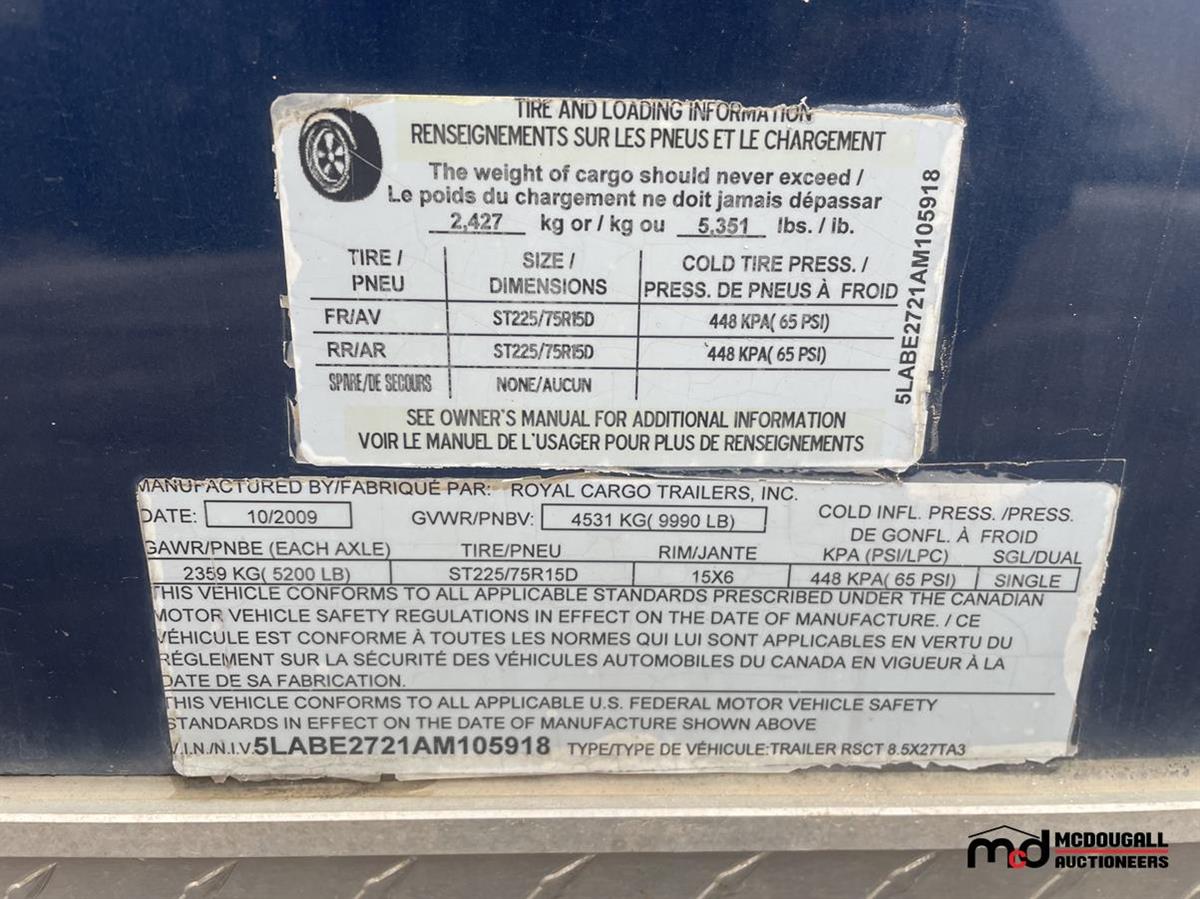 TIRE AND LOADING INFORMATION
RENSEIGNEMENTS SUR LES PNEUS ET LE CHARGEMENT
The weight of cargo should never exceed /
Le poids du chargement ne doit jamais dépassar
2,427 kg or / kg ou 5,351 lbs. / lb.
TIRE / SIZE / COLD TIRE PRESS. /
PNEU DIMENSIONS PRESS. DE PNEUS À FROID
FR/AV ST225/75R15D 448 KPA( 65 PSI)
RR/AR ST225/75R15D 448 KPA( 65 PSI)
SPARE/DE SECOURS NONE/AUCUN
SEE OWNER'S MANUAL FOR ADDITIONAL INFORMATION
VOIR LE MANUEL DE L'USAGER POUR PLUS DE RENSEIGNEMENTS
5LABE2721AM105918
MANUFACTURED BY/FABRIQUÉ PAR: ROYAL CARGO TRAILERS, INC.
DATE: 10/2009 GVWR/PNBV: 4531 KG( 9990 LB) COLD INFL. PRESS. /PRESS.
DE GONFL. À FROID
GAWR/PNBE (EACH AXLE) TIRE/PNEU RIM/JANTE KPA (PSI/LPC) SGL/DUAL
2359 KG( 5200 LB) ST225/75R15D 15X6 448 KPA( 65 PSI) SINGLE
THIS VEHICLE CONFORMS TO ALL APPLICABLE STANDARDS PRESCRIBED UNDER THE CANADIAN
MOTOR VEHICLE SAFETY REGULATIONS IN EFFECT ON THE DATE OF MANUFACTURE. / CE
VÉHICULE EST CONFORME À TOUTES LES NORMES QUI LUI SONT APPLICABLES EN VERTU DU
RÉGLEMENT SUR LA SÉCURITÉ DES VÉHICULES AUTOMOBILES DU CANADA EN VIGUEUR À LA
DATE DE SA FABRICATION.
THIS VEHICLE CONFORMS TO ALL APPLICABLE U.S. FEDERAL MOTOR VEHICLE SAFETY
STANDARDS IN EFFECT ON THE DATE OF MANUFACTURE SHOWN ABOVE
V.I.N./N.I.V. 5LABE2721AM105918 TYPE/TYPE DE VÉHICULE: TRAILER RSCT 8.5X27TA3
mcd MCDOUGALL
AUCTIONEERS